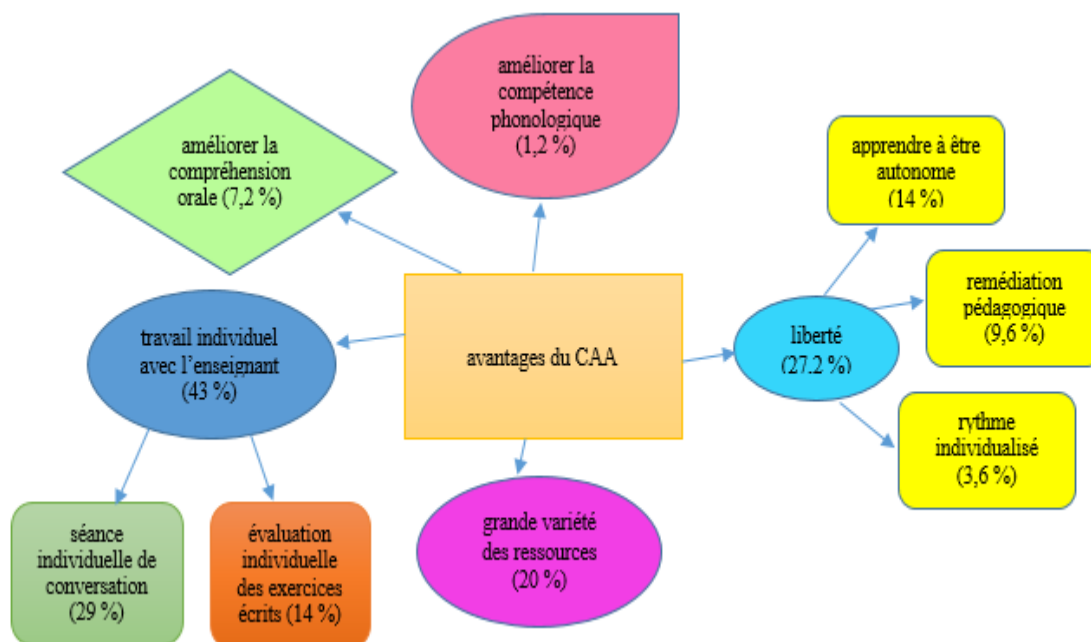 améliorer la
compétence
phonologique
(1,2 %)
améliorer la
compréhension
orale (7,2 %)
apprendre à être
autonome
(14 %)
remédiation
pédagogique
(9,6 %)
travail individuel
avec l’enseignant
(43 %)
avantages du CAA
liberté
(27,2 %)
rythme
individualisé
(3,6 %)
séance
individuelle de
conversation
(29 %)
évaluation
individuelle
des exercices
écrits (14 %)
grande variété
des ressources
(20 %)